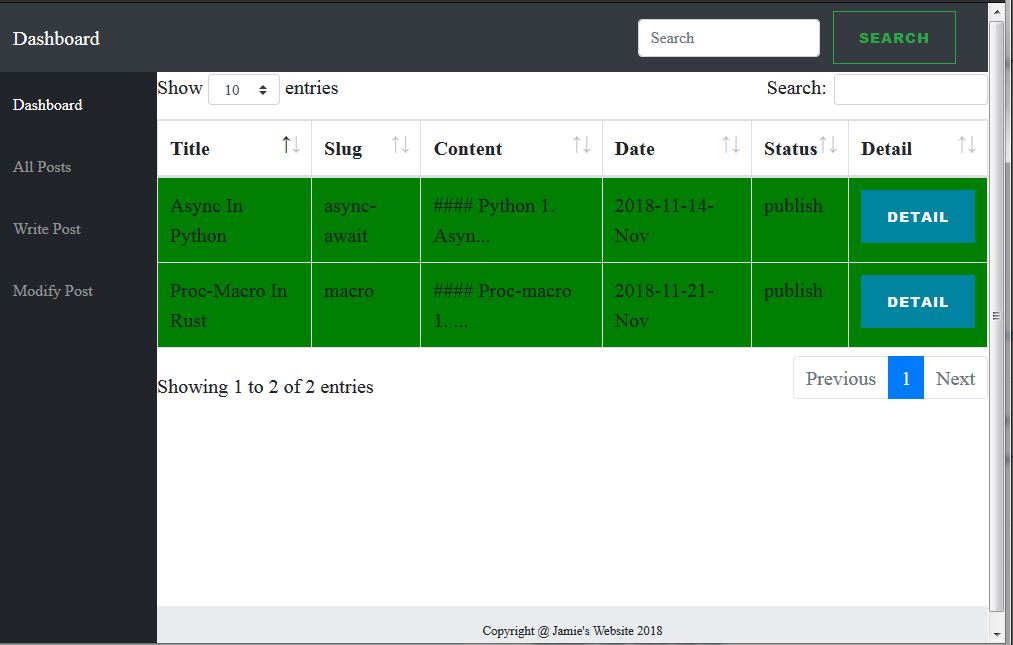 Dashboard
Search
SEARCH
Dashboard
All Posts
Write Post
Modify Post
Show 10 entries
Search:
Title Slug Content Date Status Detail
Async In Python async-await #### Python 1. Asyn... 2018-11-14-Nov publish DETAIL
Proc-Macro In Rust macro #### Proc-macro 1. ... 2018-11-21-Nov publish DETAIL
Showing 1 to 2 of 2 entries
Previous 1 Next
Copyright @ Jamie's Website 2018